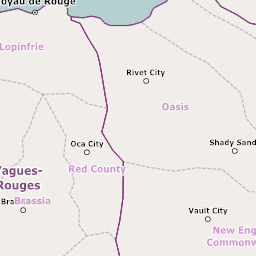 oyau de Rouge
Lopinfrie
Rivet City
Oasis
Oca City
Shady Sand
Red County
Vagues-
Rouges
Brassia
Bra
Vault City
New Eng
Commonw